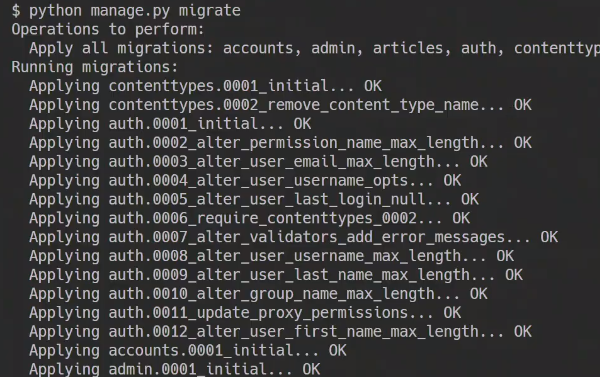 $ python manage.py migrate
Operations to perform:
  Apply all migrations: accounts, admin, articles, auth,
Running migrations:
  Applying contenttypes.0001_initial... OK
  Applying contenttypes.0002_remove_content_type_name... OK
  Applying auth.0001_initial... OK
  Applying auth.0002_alter_permission_name_max_length... OK
  Applying auth.0003_alter_user_email_max_length... OK
  Applying auth.0004_alter_user_username_opts... OK
  Applying auth.0005_alter_user_last_login_null... OK
  Applying auth.0006_require_contenttypes_0002... OK
  Applying auth.0007_alter_validators_add_error_messages... OK
  Applying auth.0008_alter_user_username_max_length... OK
  Applying auth.0009_alter_user_last_name_max_length... OK
  Applying auth.0010_alter_group_name_max_length... OK
  Applying auth.0011_update_proxy_permissions... OK
  Applying auth.0012_alter_user_first_name_max_length... OK
  Applying accounts.0001_initial... OK
  Applying admin.0001_initial... OK